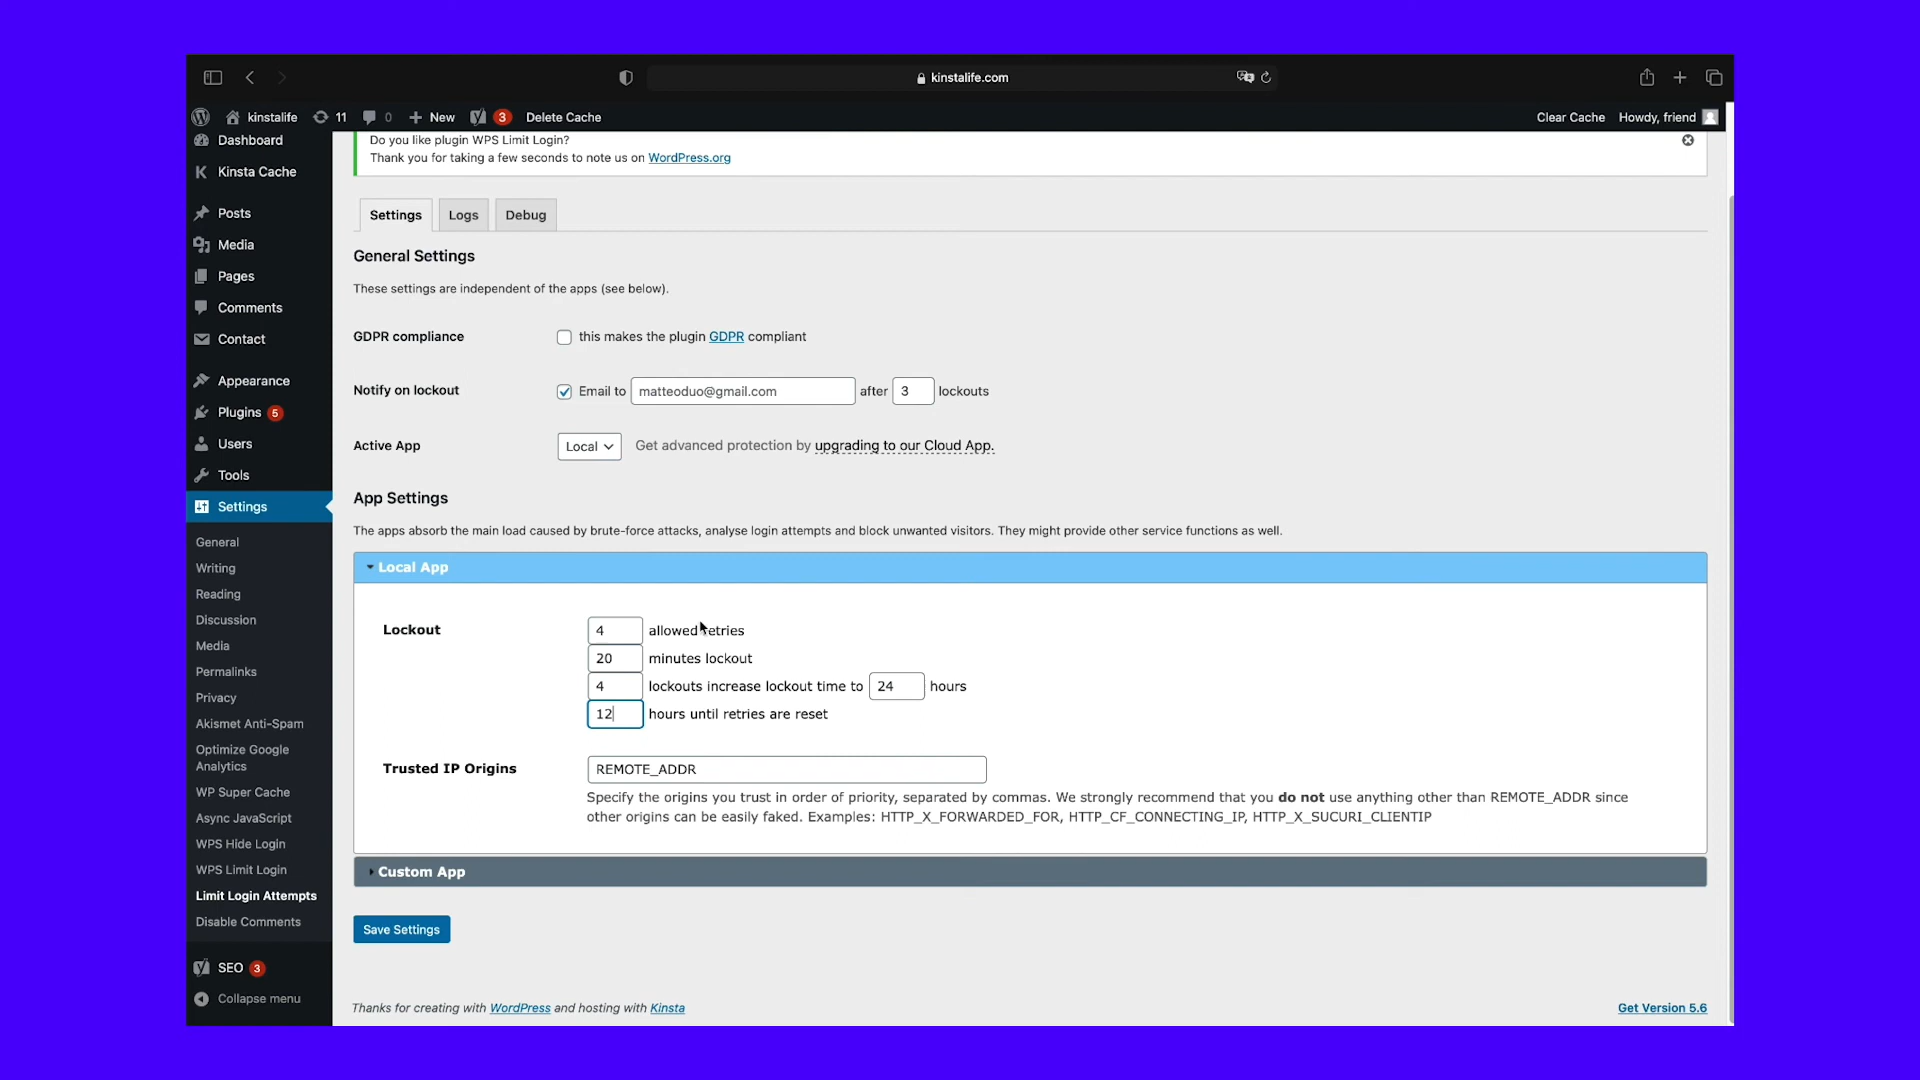 kinstalife.com
kinstalife 11 0 New 3 Delete Cache Clear Cache Howdy, friend
Dashboard
Kinsta Cache
Posts
Media
Pages
Comments
Contact
Appearance
Plugins 5
Users
Tools
Settings
General
Writing
Reading
Discussion
Media
Permalinks
Privacy
Akismet Anti-Spam
Optimize Google
Analytics
WP Super Cache
Async JavaScript
WPS Hide Login
WPS Limit Login
Limit Login Attempts
Disable Comments
SEO 3
Collapse menu
Do you like plugin WPS Limit Login?
Thank you for taking a few seconds to note us on WordPress.org
Settings Logs Debug
General Settings
These settings are independent of the apps (see below).
GDPR compliance this makes the plugin GDPR compliant
Notify on lockout Email to matteoduo@gmail.com after 3 lockouts
Active App Local Get advanced protection by upgrading to our Cloud App.
App Settings
The apps absorb the main load caused by brute-force attacks, analyse login attempts and block unwanted visitors. They might provide other service functions as well.
Local App
Lockout 4 allowed retries
20 minutes lockout
4 lockouts increase lockout time to 24 hours
12 hours until retries are reset
Trusted IP Origins REMOTE_ADDR
Specify the origins you trust in order of priority, separated by commas. We strongly recommend that you do not use anything other than REMOTE_ADDR since
other origins can be easily faked. Examples: HTTP_X_FORWARDED_FOR, HTTP_CF_CONNECTING_IP, HTTP_X_SUCURI_CLIENTIP
Custom App
Save Settings
Thanks for creating with WordPress and hosting with Kinsta Get Version 5.6